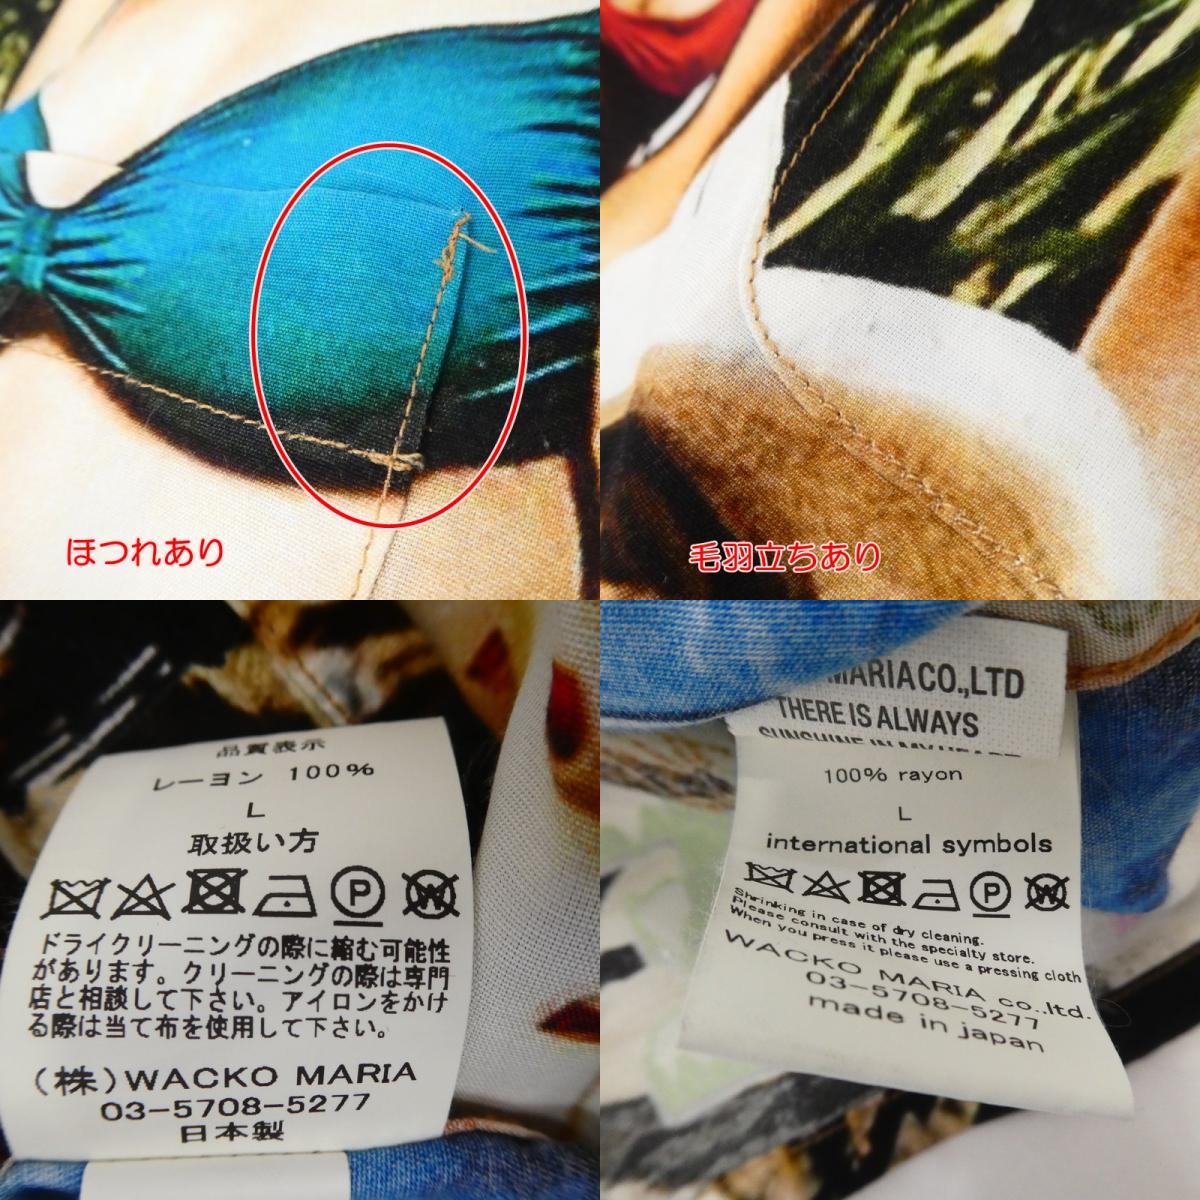 ほつれあり
毛羽立ちあり
品質表示
レーヨン 100%
L
取扱い方
P
W
ドライクリーニングの際に縮む可能性
があります。クリーニングの際は専門
店と相談して下さい。アイロンをかけ
る際は当て布を使用して下さい。
(株)WACKO MARIA
03-5708-5277
日本製
MARIA CO.,LTD
THERE IS ALWAYS
SUNSHINE IN MY HEART
100% rayon
L
international symbols
P
W
Shrinking in case of dry cleaning.
Please consult with the specialty store.
When you press it please use a pressing cloth
WACKO MARIA co.,ltd.
03-5708-5277
made in japan